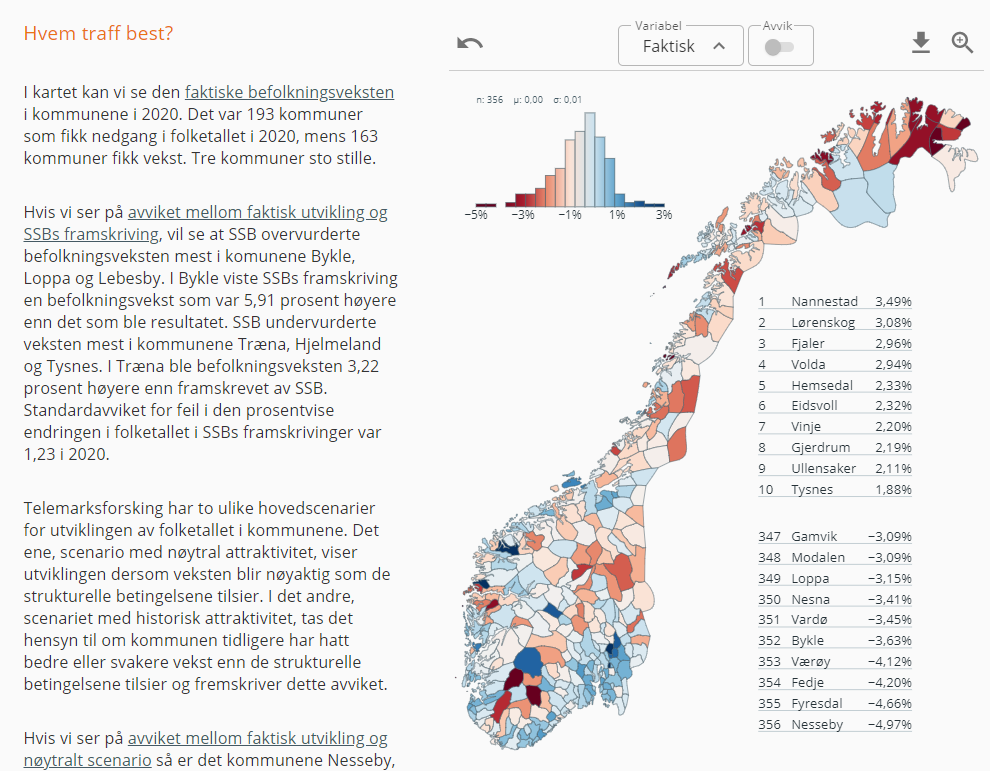 Hvem traff best?
I kartet kan vi se den faktiske befolkningsveksten
i kommunene i 2020. Det var 193 kommuner
som fikk nedgang i folketallet i 2020, mens 163
kommuner fikk vekst. Tre kommuner sto stille.
Hvis vi ser på avviket mellom faktisk utvikling og
SSBs framskriving, vil se at SSB overvurderte
befolkningsveksten mest i komunene Bykle,
Loppa og Lebesby. I Bykle viste SSBs framskriving
en befolkningsvekst som var 5,91 prosent høyere
enn det som ble resultatet. SSB undervurderte
veksten mest i kommunene Træna, Hjelmeland
og Tysnes. I Træna ble befolkningsveksten 3,22
prosent høyere enn framskrevet av SSB.
Standardavviket for feil i den prosentvise
endringen i folketallet i SSBs framskrivinger var
1,23 i 2020.
Telemarksforsking har to ulike hovedscenarier
for utviklingen av folketallet i kommunene. Det
ene, scenario med nøytral attraktivitet, viser
utviklingen dersom veksten blir nøyaktig som de
strukturelle betingelsene tilsier. I det andre,
scenariet med historisk attraktivitet, tas det
hensyn til om kommunen tidligere har hatt
bedre eller svakere vekst enn de strukturelle
betingelsene tilsier og fremskriver dette avviket.
Hvis vi ser på avviket mellom faktisk utvikling og
nøytralt scenario så er det kommunene Nesseby,
Variabel
Faktisk
Avvik
n: 356 μ: 0,00 σ: 0,01
−5% −3% −1% 1% 3%
1 Nannestad 3,49%
2 Lørenskog 3,08%
3 Fjaler 2,96%
4 Volda 2,94%
5 Hemsedal 2,33%
6 Eidsvoll 2,32%
7 Vinje 2,20%
8 Gjerdrum 2,19%
9 Ullensaker 2,11%
10 Tysnes 1,88%
347 Gamvik −3,09%
348 Modalen −3,09%
349 Loppa −3,15%
350 Nesna −3,41%
351 Vardø −3,45%
352 Bykle −3,63%
353 Værøy −4,12%
354 Fedje −4,20%
355 Fyresdal −4,66%
356 Nesseby −4,97%